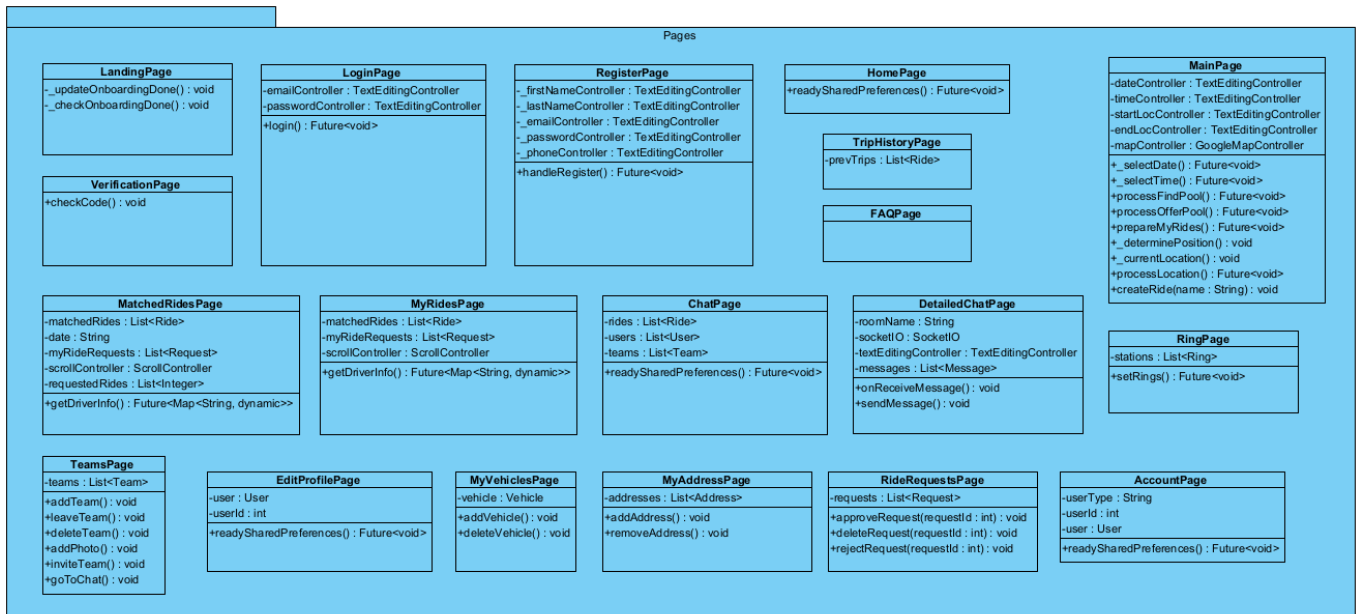 Pages
LandingPage
-_updateOnboardingDone() : void
-_checkOnboardingDone() : void
LoginPage
-emailController : TextEditingController
-passwordController : TextEditingController
+login() : Future<void>
RegisterPage
-_firstNameController : TextEditingController
-_lastNameController : TextEditingController
-_emailController : TextEditingController
-_passwordController : TextEditingController
-_phoneController : TextEditingController
+handleRegister() : Future<void>
HomePage
+readySharedPreferences() : Future<void>
MainPage
-dateController : TextEditingController
-timeController : TextEditingController
-startLocController : TextEditingController
-endLocController : TextEditingController
-mapController : GoogleMapController
+_selectDate() : Future<void>
+_selectTime() : Future<void>
+processFindPool() : Future<void>
+processOfferPool() : Future<void>
+prepareMyRides() : Future<void>
+_determinePosition() : void
+_currentLocation() : void
+processLocation() : Future<void>
+createRide(name : String) : void
TripHistoryPage
-prevTrips : List<Ride>
VerificationPage
+checkCode() : void
FAQPage
MatchedRidesPage
-matchedRides : List<Ride>
-date : String
-myRideRequests : List<Request>
-scrollController : ScrollController
-requestedRides : List<Integer>
+getDriverInfo() : Future<Map<String, dynamic>>
MyRidesPage
-matchedRides : List<Ride>
-myRideRequests : List<Request>
-scrollController : ScrollController
+getDriverInfo() : Future<Map<String, dynamic>>
ChatPage
-rides : List<Ride>
-users : List<User>
-teams : List<Team>
+readySharedPreferences() : Future<void>
DetailedChatPage
-roomName : String
-socketIO : SocketIO
-textEditingController : TextEditingController
-messages : List<Message>
+onReceiveMessage() : void
+sendMessage() : void
RingPage
-stations : List<Ring>
+setRings() : Future<void>
TeamsPage
-teams : List<Team>
+addTeam() : void
+leaveTeam() : void
+deleteTeam() : void
+addPhoto() : void
+inviteTeam() : void
+goToChat() : void
EditProfilePage
-user : User
-userId : int
+readySharedPreferences() : Future<void>
MyVehiclesPage
-vehicle : Vehicle
+addVehicle() : void
+deleteVehicle() : void
MyAddressPage
-addresses : List<Address>
+addAddress() : void
+removeAddress() : void
RideRequestsPage
-requests : List<Request>
+approveRequest(requestId : int) : void
+deleteRequest(requestId : int) : void
+rejectRequest(requestId : int) : void
AccountPage
-userType : String
-userId : int
-user : User
+readySharedPreferences() : Future<void>